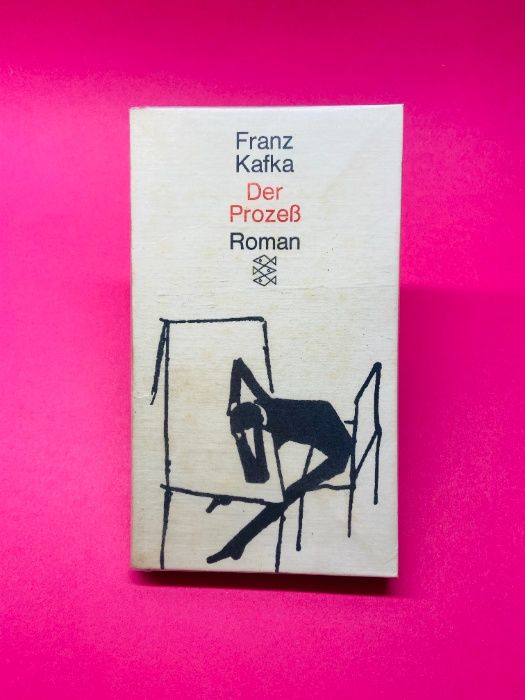 Franz
Kafka
Der
Prozeß
Roman